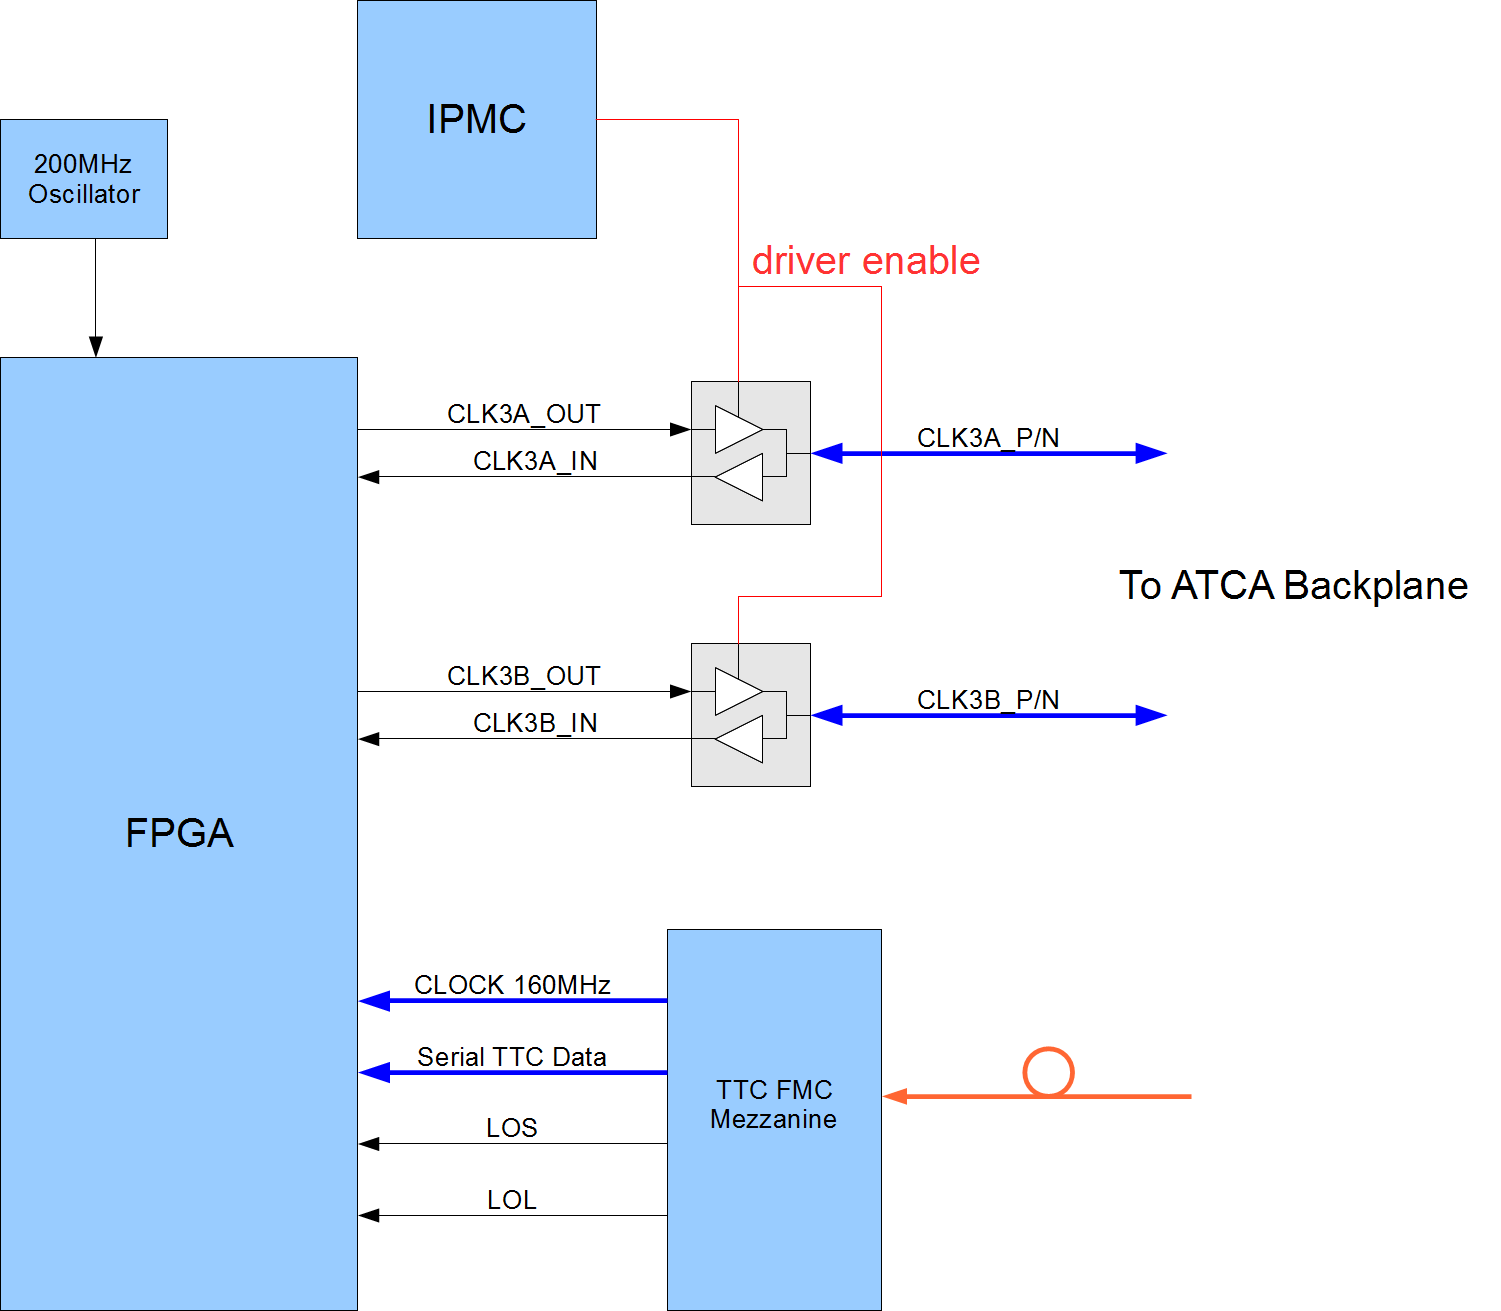 IPMC
200MHz
Oscillator
driver enable
CLK3A_OUT
CLK3A_P/N
CLK3A_IN
To ATCA Backplane
CLK3B_OUT
CLK3B_P/N
CLK3B_IN
FPGA
CLOCK 160MHz
Serial TTC Data
TTC FMC
Mezzanine
LOS
LOL